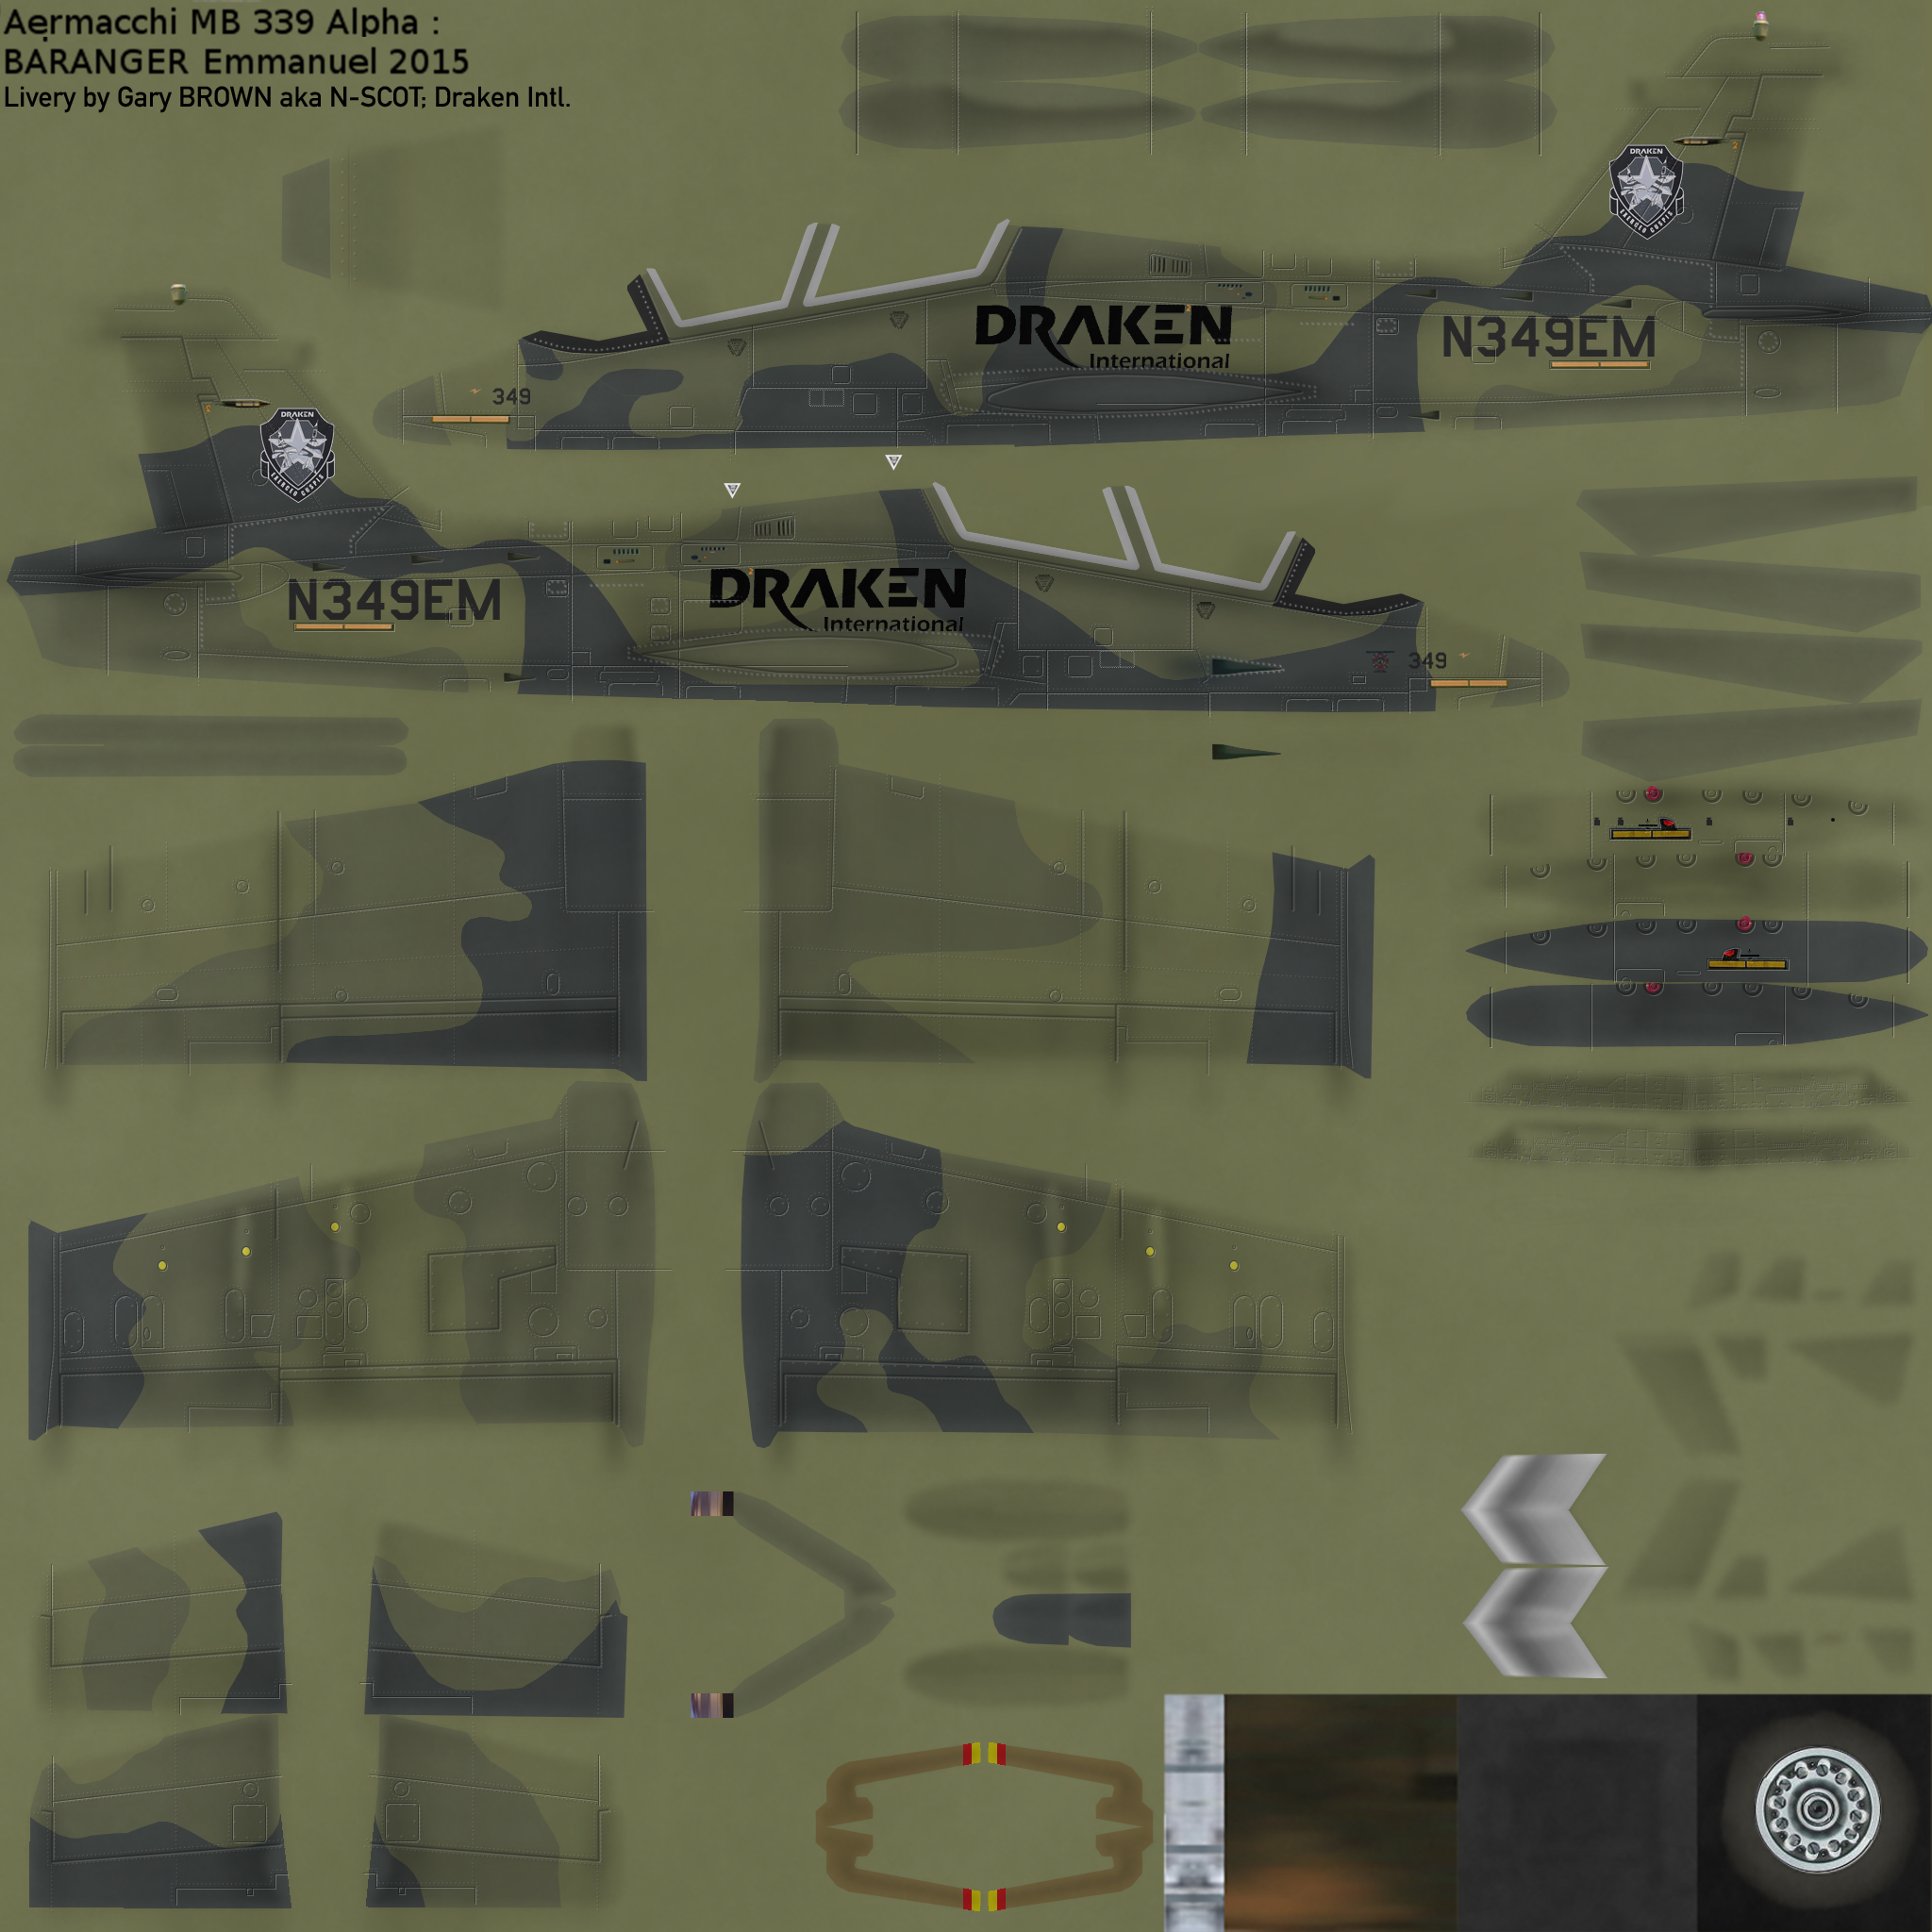 Aermacchi MB 339 Alpha :
BARANGER Emmanuel 2015
Livery by Gary BROWN aka N-SCOT; Draken Intl.
DRAKEN
DRAKEN
International
N349EM
349
DRAKEN
N349EM
DRAKEN
International
349